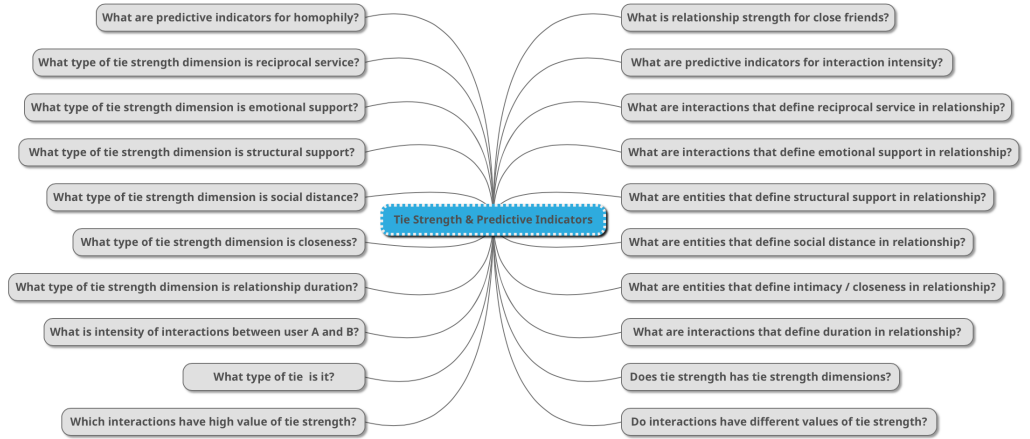 What are predictive indicators for homophily?
What type of tie strength dimension is reciprocal service?
What type of tie strength dimension is emotional support?
What type of tie strength dimension is structural support?
What type of tie strength dimension is social distance?
What type of tie strength dimension is closeness?
What type of tie strength dimension is relationship duration?
What is intensity of interactions between user A and B?
What type of tie  is it?
Which interactions have high value of tie strength?
Tie Strength & Predictive Indicators
What is relationship strength for close friends?
What are predictive indicators for interaction intensity?
What are interactions that define reciprocal service in relationship?
What are interactions that define emotional support in relationship?
What are entities that define structural support in relationship?
What are entities that define social distance in relationship?
What are entities that define intimacy / closeness in relationship?
What are interactions that define duration in relationship?
Does tie strength has tie strength dimensions?
Do interactions have different values of tie strength?